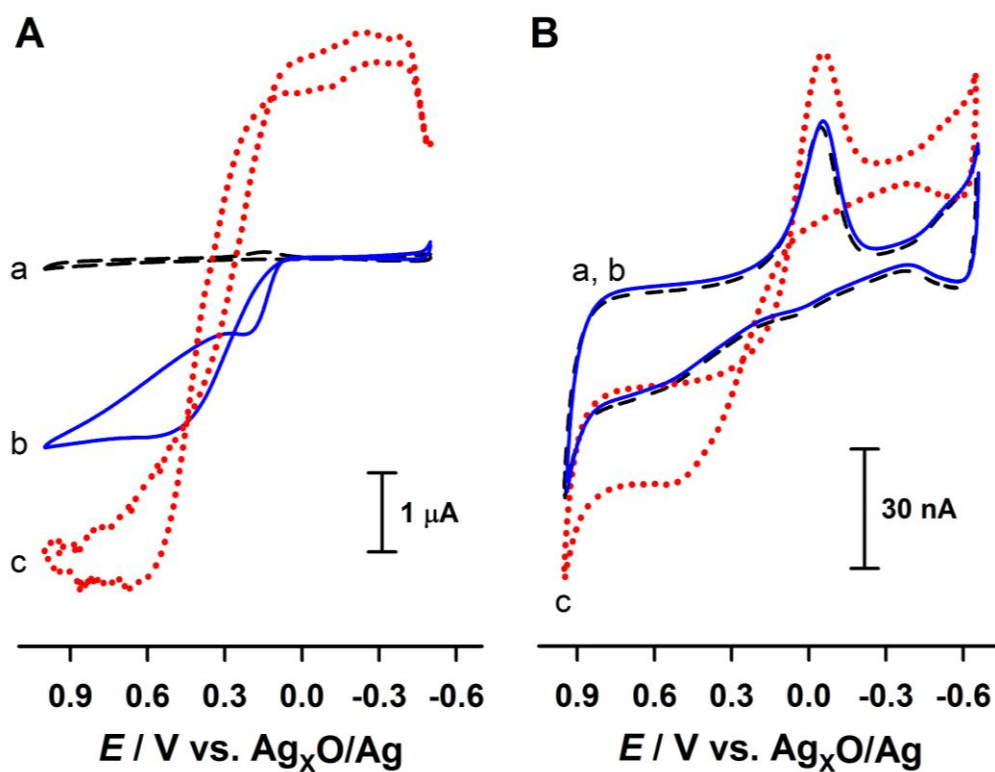 A
a
b
c
1 μA
0.9 0.6 0.3 0.0 -0.3 -0.6
E / V vs. AgxO/Ag
B
a, b
30 nA
c
0.9 0.6 0.3 0.0 -0.3 -0.6
E / V vs. AgxO/Ag